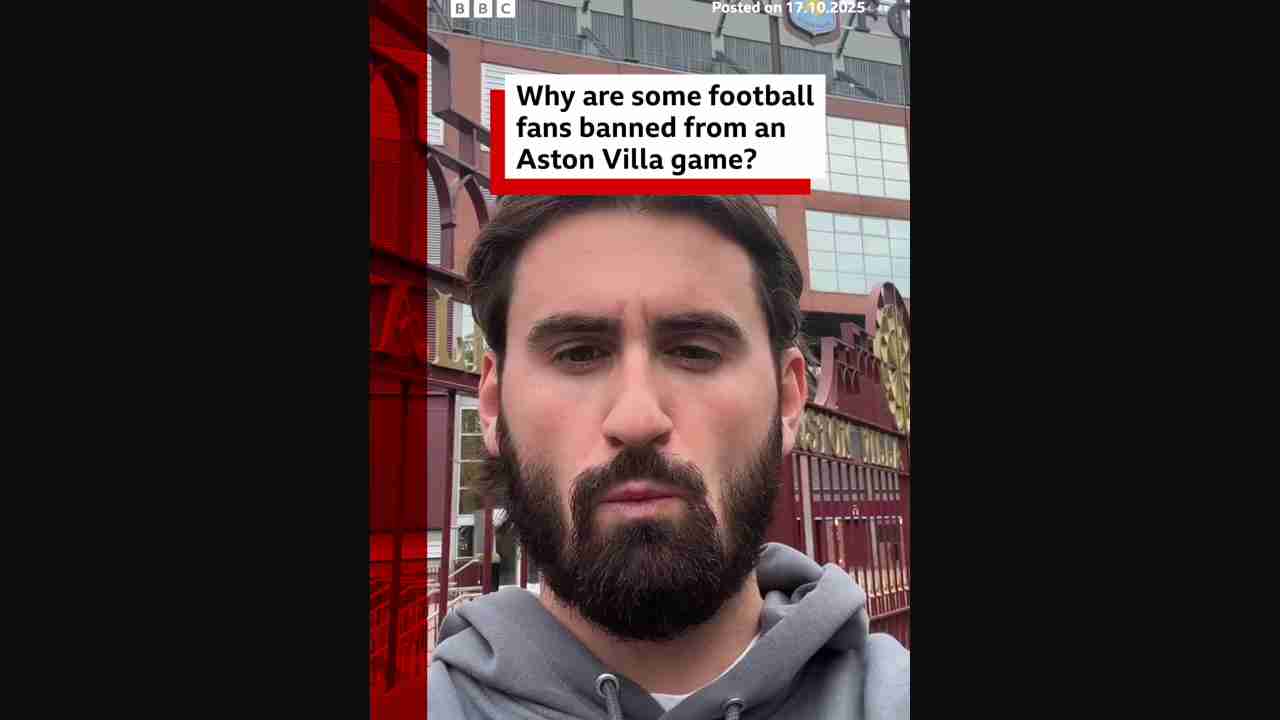 BBC
Posted on 17.10.2025
Why are some football
fans banned from an
Aston Villa game?
ASTON VILLA